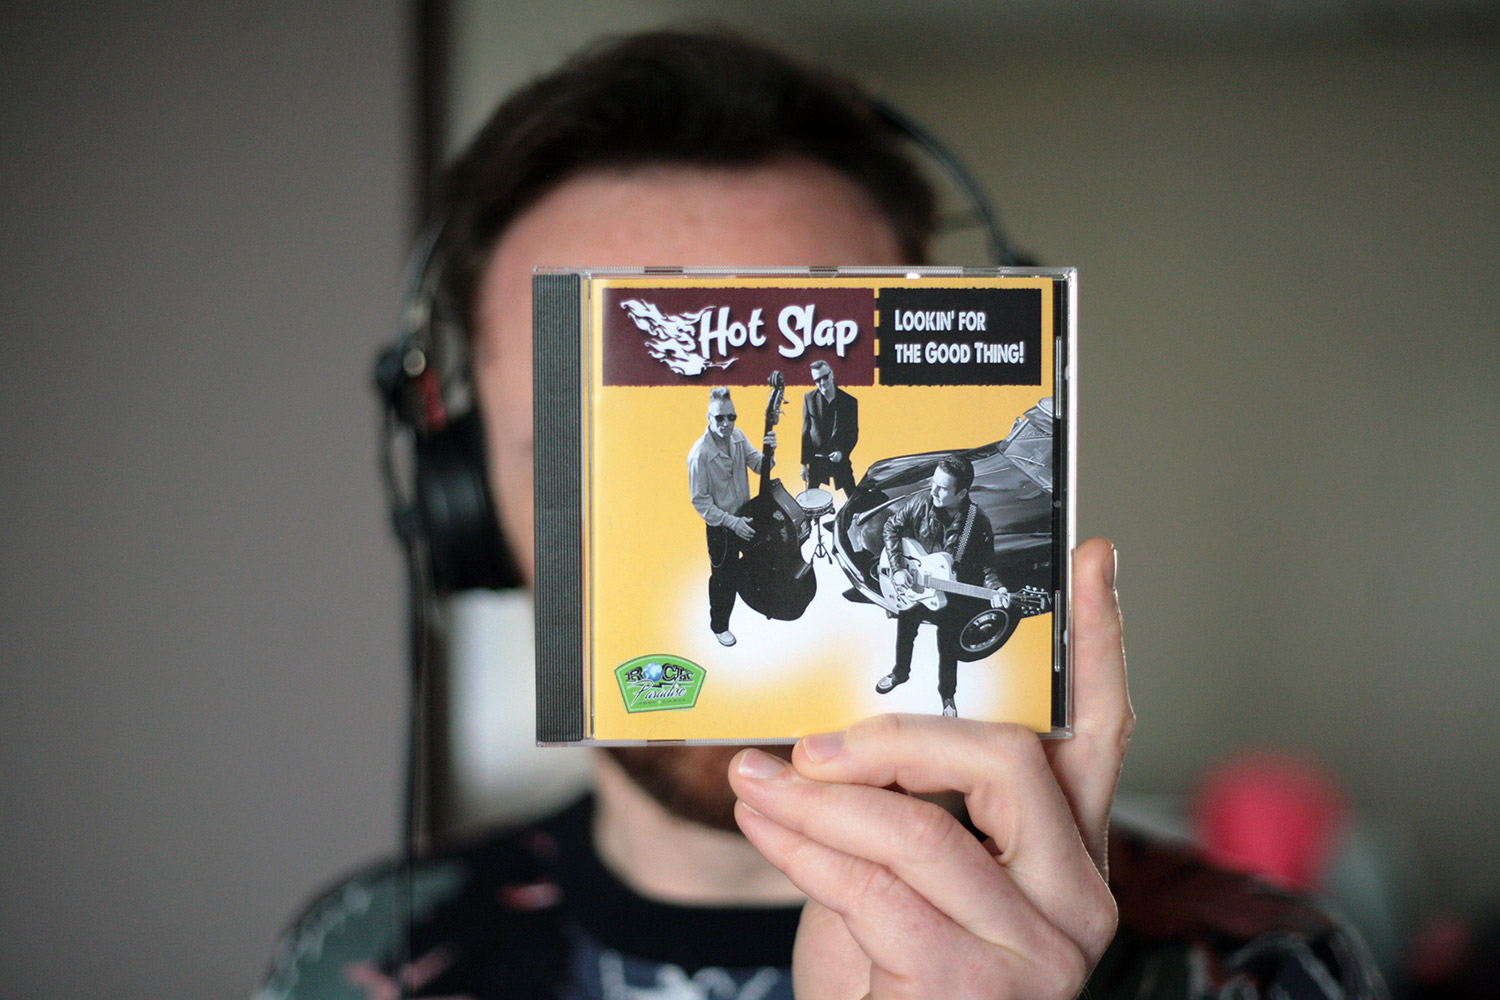 Hot Slap
Lookin' for
the Good Thing!
Rock
Paradise